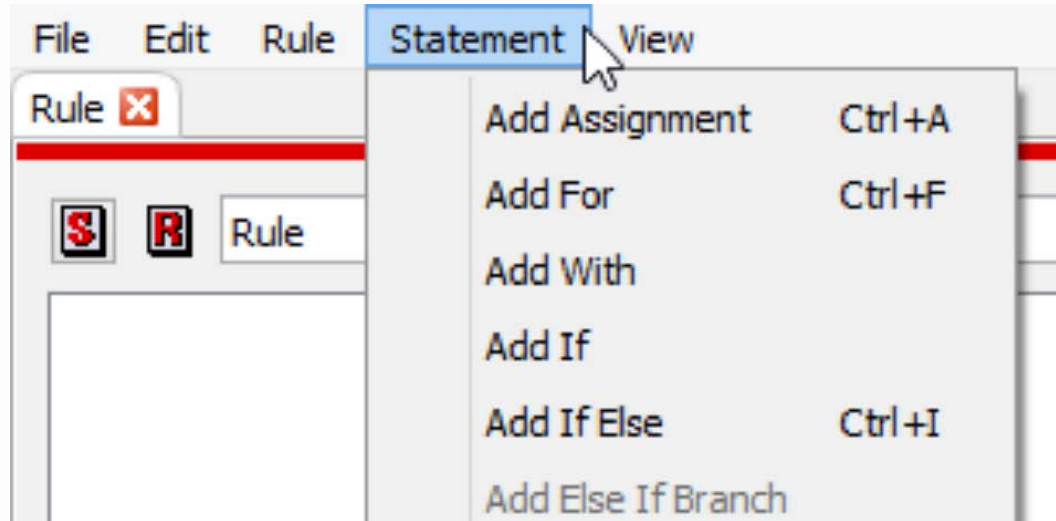 File Edit Rule Statement View
Rule
Add Assignment Ctrl+A
Add For Ctrl+F
S R Rule
Add With
Add If
Add If Else Ctrl+I
Add Else If Branch